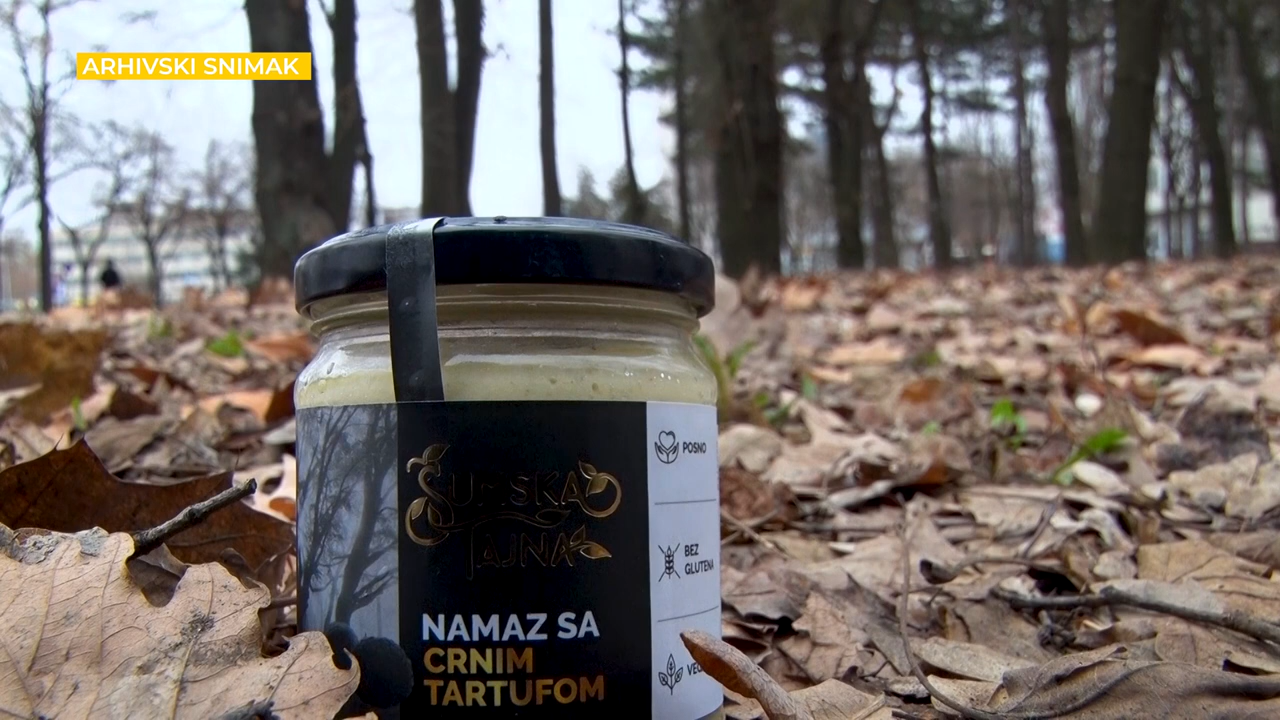 ARHIVSKI SNIMAK
ŠUMSKA
TAJNA
NAMAZ SA
CRNIM
TARTUFOM
POSNO
BEZ
GLUTENA